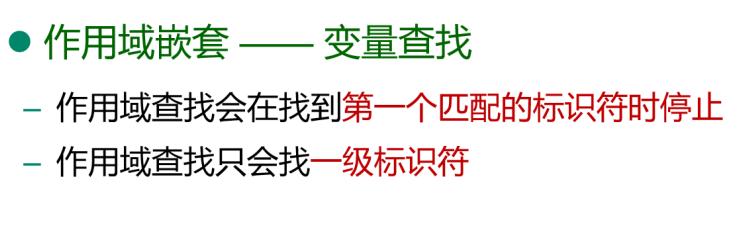 ● 作用域嵌套 —— 变量查找
– 作用域查找会在找到第一个匹配的标识符时停止
– 作用域查找只会找一级标识符